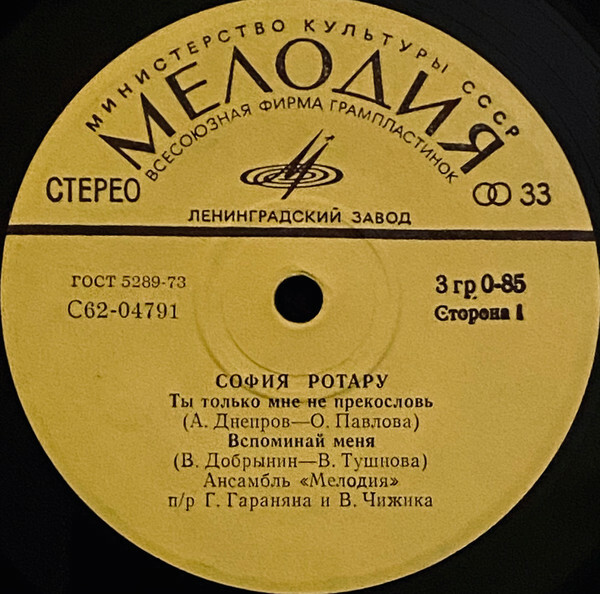 МИНИСТЕРСТВО КУЛЬТУРЫ СССР
МЕЛОДИЯ
ВСЕСОЮЗНАЯ ФИРМА ГРАМПЛАСТИНОК
СТЕРЕО
33
ЛЕНИНГРАДСКИЙ ЗАВОД
ГОСТ 5289-73
3 гр. 0-85
С62-04791
Сторона 1
СОФИЯ РОТАРУ
Ты только мне не прекословь
(А. Днепров—О. Павлова)
Вспоминай меня
(В. Добрынин—В. Тушнова)
Ансамбль «Мелодия»
п/р Г. Гараняна и В. Чижика